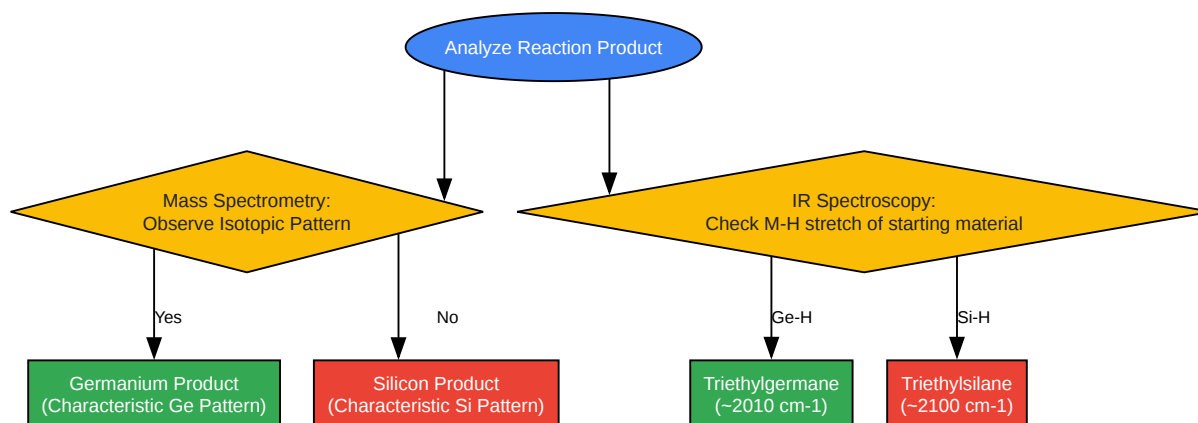 Analyze Reaction Product
Mass Spectrometry:
Observe Isotopic Pattern
IR Spectroscopy:
Check M-H stretch of starting material
Yes
No
Ge-H
Si-H
Germanium Product
(Characteristic Ge Pattern)
Silicon Product
(Characteristic Si Pattern)
Triethylgermane
(~2010 cm-1)
Triethylsilane
(~2100 cm-1)